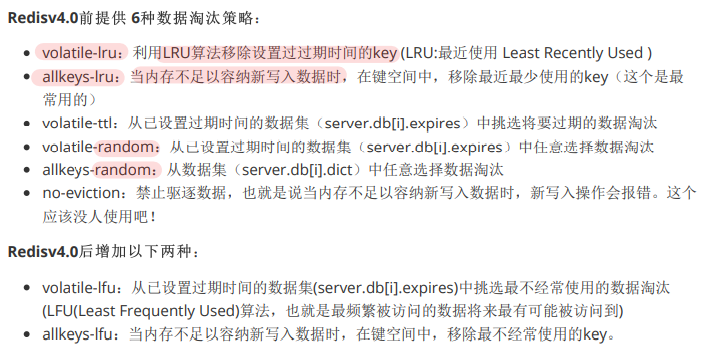 Redisv4.0前提供 6种数据淘汰策略：
volatile-lru：利用LRU算法移除设置过过期时间的key (LRU:最近使用 Least Recently Used )
allkeys-lru：当内存不足以容纳新写入数据时，在键空间中，移除最近最少使用的key（这个是最
常用的）
volatile-ttl：从已设置过期时间的数据集（server.db[i].expires）中挑选将要过期的数据淘汰
volatile-random：从已设置过期时间的数据集（server.db[i].expires）中任意选择数据淘汰
allkeys-random：从数据集（server.db[i].dict）中任意选择数据淘汰
no-eviction：禁止驱逐数据，也就是说当内存不足以容纳新写入数据时，新写入操作会报错。这个
应该没人使用吧！
Redisv4.0后增加以下两种：
volatile-lfu：从已设置过期时间的数据集(server.db[i].expires)中挑选最不经常使用的数据淘汰
(LFU(Least Frequently Used)算法，也就是最频繁被访问的数据将来最有可能被访问到)
allkeys-lfu：当内存不足以容纳新写入数据时，在键空间中，移除最不经常使用的key。